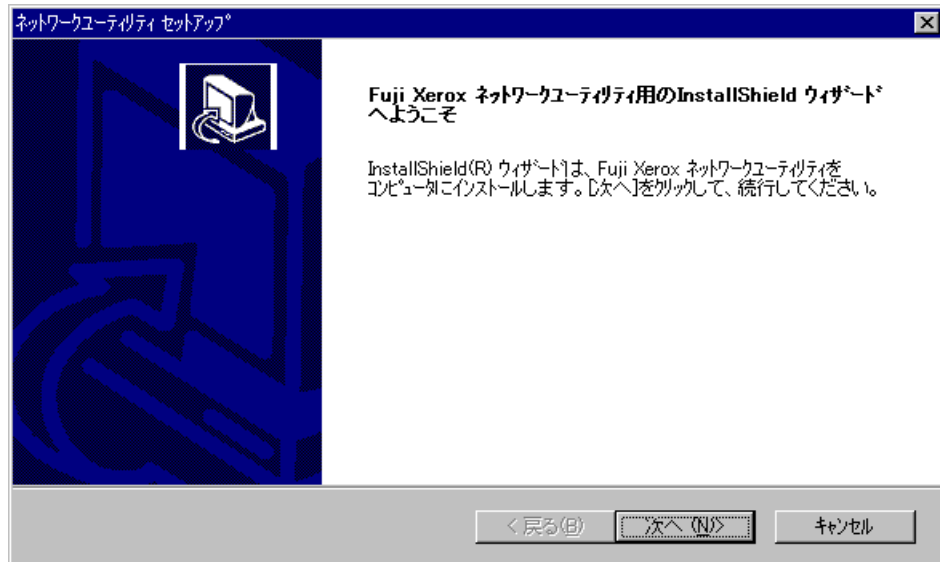 ネットワークユーティリティ セットアップ
Fuji Xerox ネットワークユーティリティ用のInstallShield ウィザード
へようこそ
InstallShield(R) ウィザードは、Fuji Xerox ネットワークユーティリティを
コンピュータにインストールします。[次へ]をクリックして、続行してください。
< 戻る(B)
次へ (N)>
キャンセル